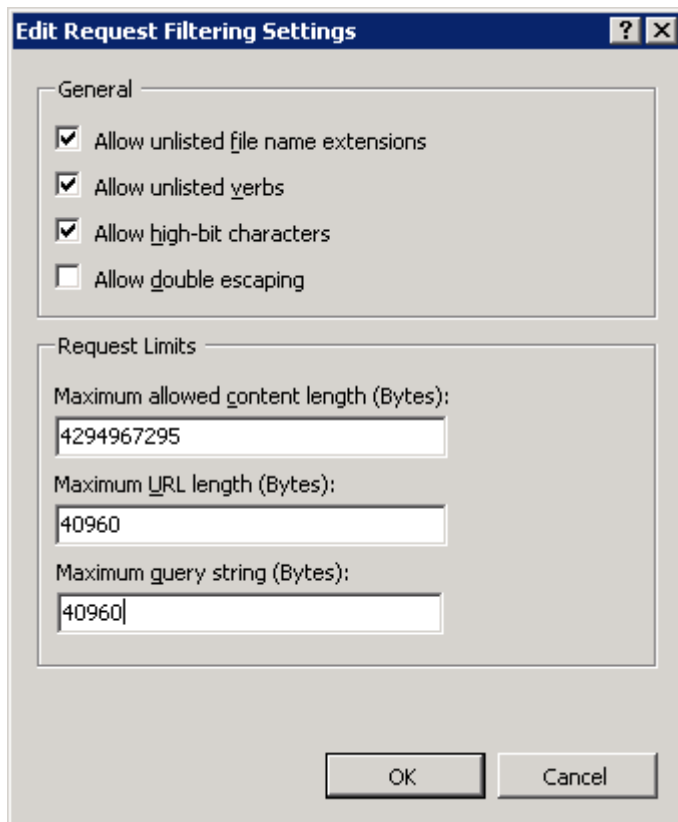 Edit Request Filtering Settings
General
Allow unlisted file name extensions
Allow unlisted verbs
Allow high-bit characters
Allow double escaping
Request Limits
Maximum allowed content length (Bytes):
4294967295
Maximum URL length (Bytes):
40960
Maximum query string (Bytes):
40960
OK Cancel